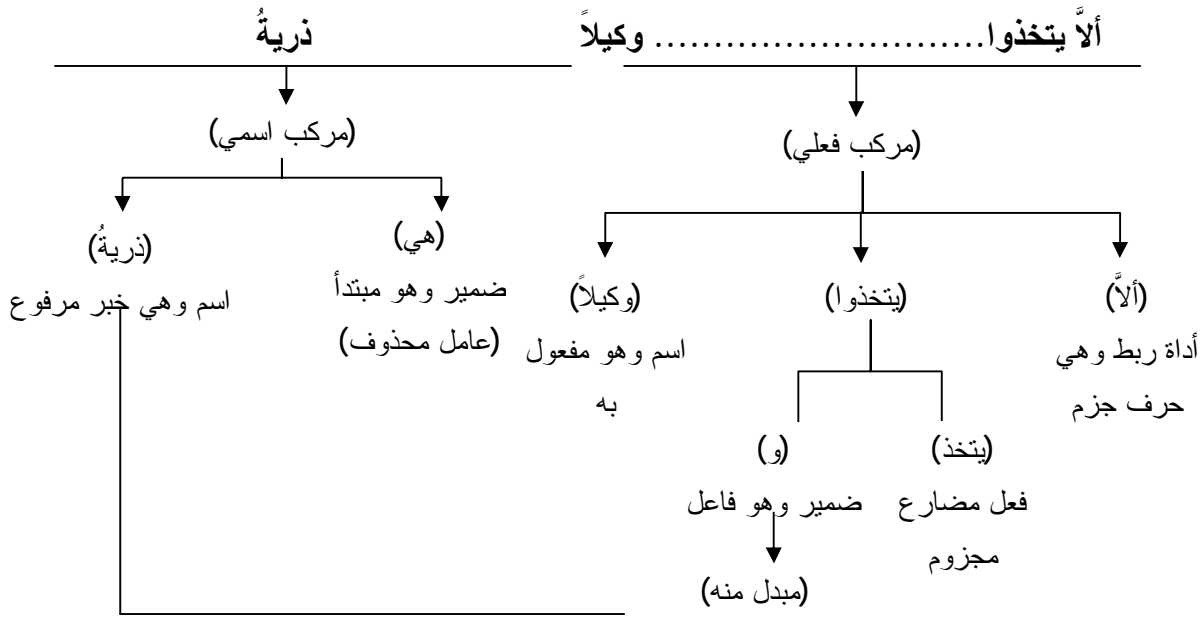 ألاَّ يتخذوا............................ وكيلاً ذريةُ
(مركب فعلي) (مركب اسمي)
(ألاَّ) (يتخذوا) (وكيلاً) (هي) (ذريةُ)
أداة ربط وهي اسم وهو مفعول ضمير وهو مبتدأ اسم وهي خبر مرفوع
حرف جزم به (عامل محذوف)
(يتخذ) (و)
فعل مضارع ضمير وهو فاعل
مجزوم
(مبدل منه)